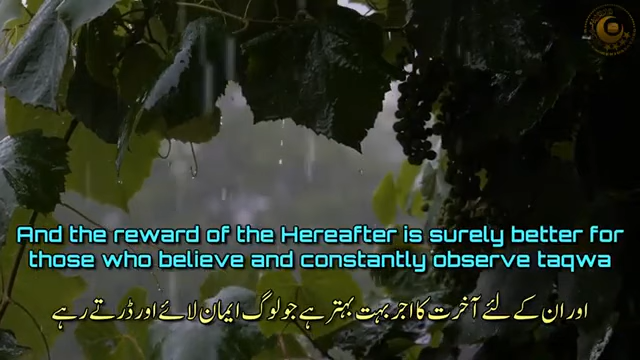 And the reward of the Hereafter is surely better for
those who believe and constantly observe taqwa
اور ان کے لئے آخرت کا اجر بہت بہتر ہے جو لوگ ایمان لائے اور ڈرتے رہے